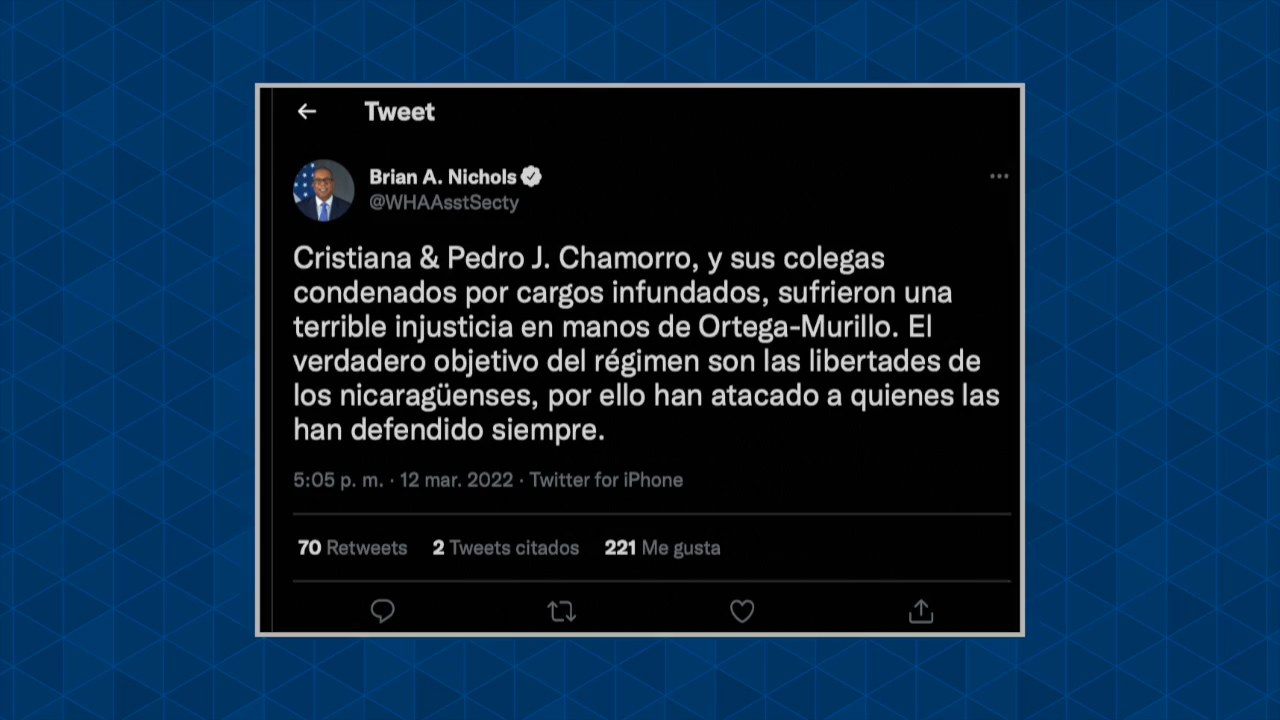 Tweet
Brian A. Nichols
@WHAAsstSecty
Cristiana & Pedro J. Chamorro, y sus colegas
condenados por cargos infundados, sufrieron una
terrible injusticia en manos de Ortega-Murillo. El
verdadero objetivo del régimen son las libertades de
los nicaragüenses, por ello han atacado a quienes las
han defendido siempre.
5:05 p. m. · 12 mar. 2022 · Twitter for iPhone
70 Retweets 2 Tweets citados 221 Me gusta